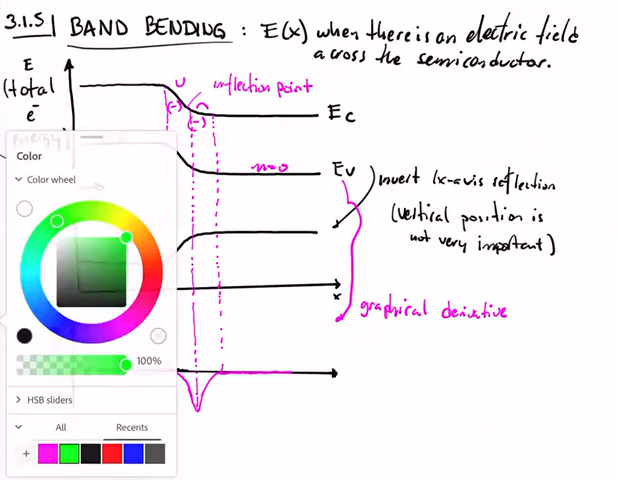 3.1.5 | BAND BENDING : E(x) when there is an electric field
across the semiconductor.
E
(total
e⁻
energy)
inflection point
(-)
(-)
Ec
m=0
Ev
invert /x-axis reflection
(vertical position is
not very important)
x
graphical derivative
Color
Color wheel
100%
HSB sliders
All
Recents
+